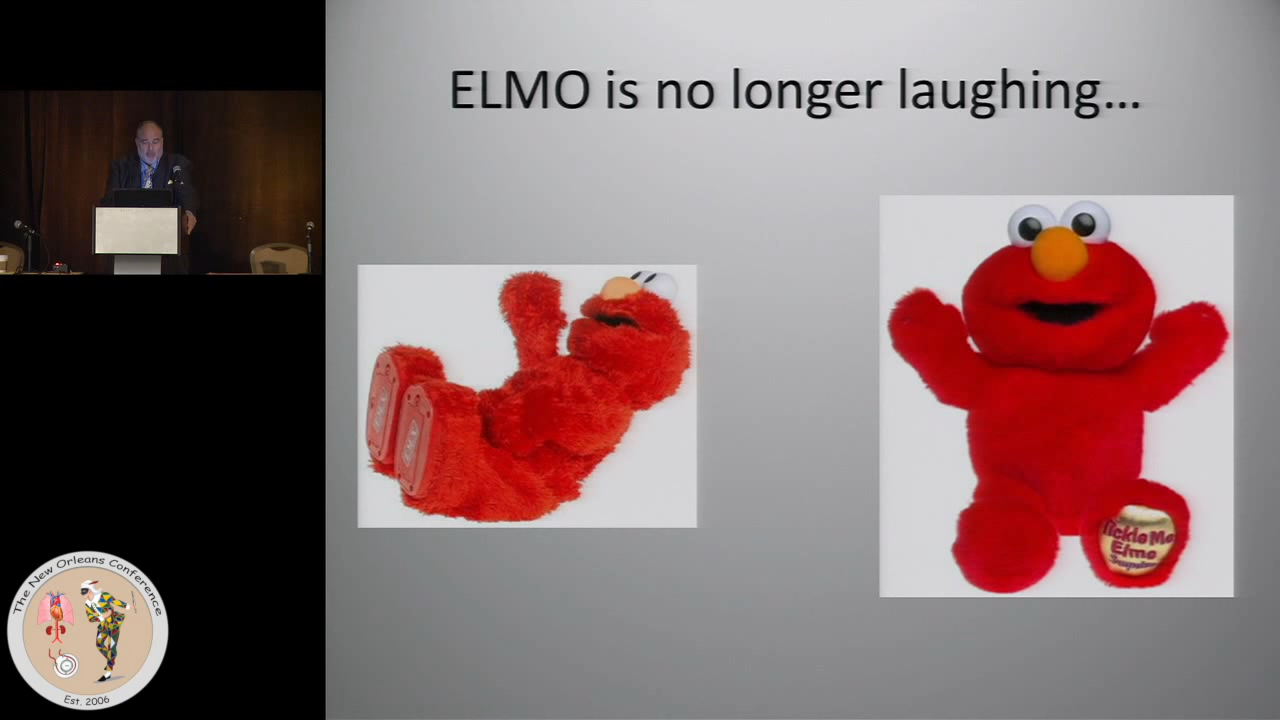 ELMO is no longer laughing...
Tickle Me
Elmo
The New Orleans Conference
Est. 2006